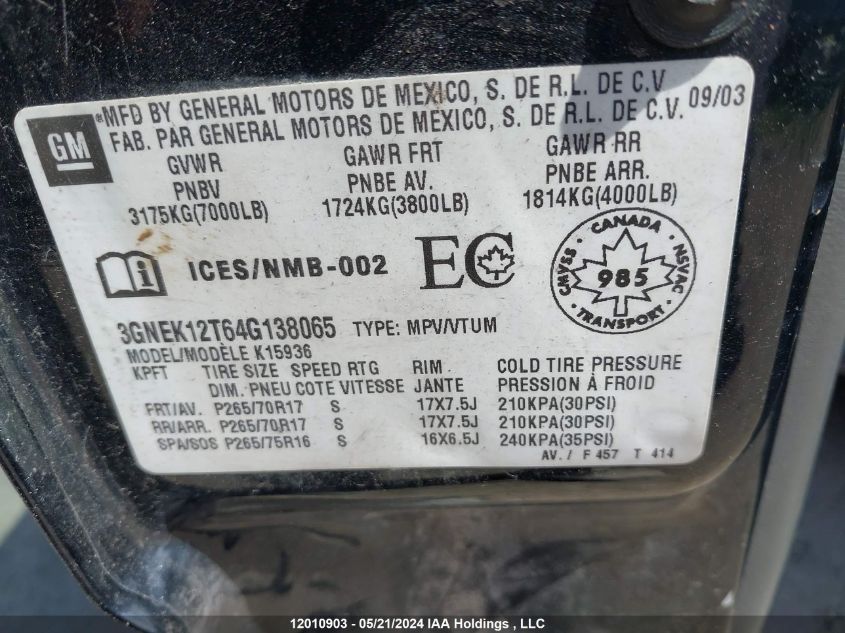 MFD BY GENERAL MOTORS DE MEXICO, S. DE R.L. DE C.V
FAB. PAR GENERAL MOTORS DE MEXICO, S. DE R.L. DE C.V. 09/03
GM
GVWR GAWR FRT GAWR RR
PNBV PNBE AV. PNBE ARR.
3175KG(7000LB) 1724KG(3800LB) 1814KG(4000LB)
i ICES/NMB-002 EC CANADA CMVSS NSVAC 985 TRANSPORT
3GNEK12T64G138065 TYPE: MPV/VTUM
MODEL/MODÈLE K15936
KPFT TIRE SIZE SPEED RTG RIM COLD TIRE PRESSURE
DIM. PNEU COTE VITESSE JANTE PRESSION À FROID
FRT/AV. P265/70R17 S 17X7.5J 210KPA(30PSI)
RR/ARR. P265/70R17 S 17X7.5J 210KPA(30PSI)
SPA/SOS P265/75R16 S 16X6.5J 240KPA(35PSI)
AV. / F 457 T 414
12010903 - 05/21/2024 IAA Holdings , LLC